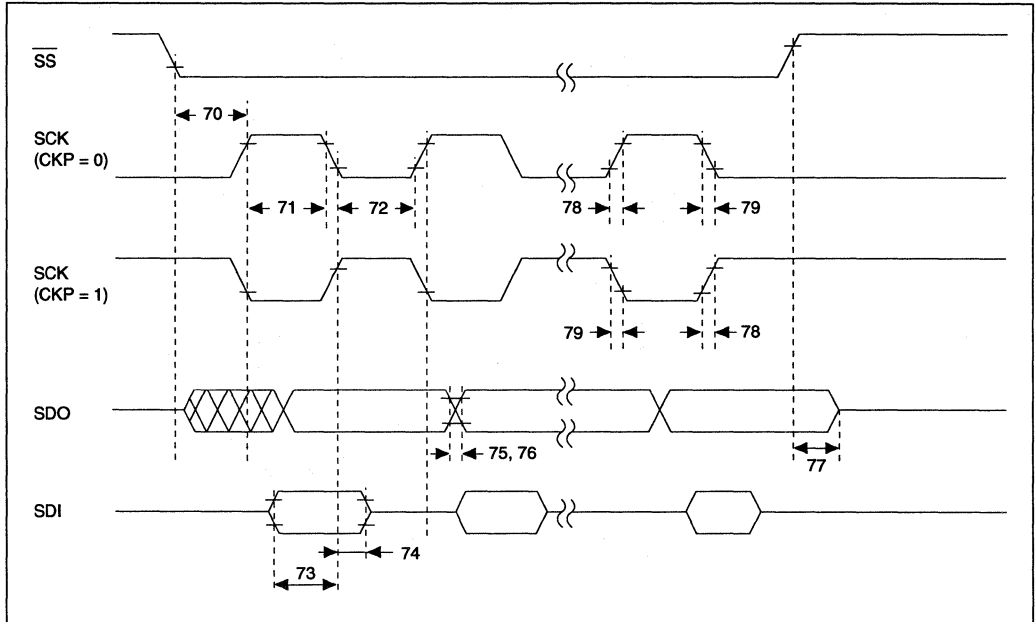 SS
70
SCK
(CKP = 0)
71
72
78
79
SCK
(CKP = 1)
79
78
SDO
75, 76
77
SDI
74
73